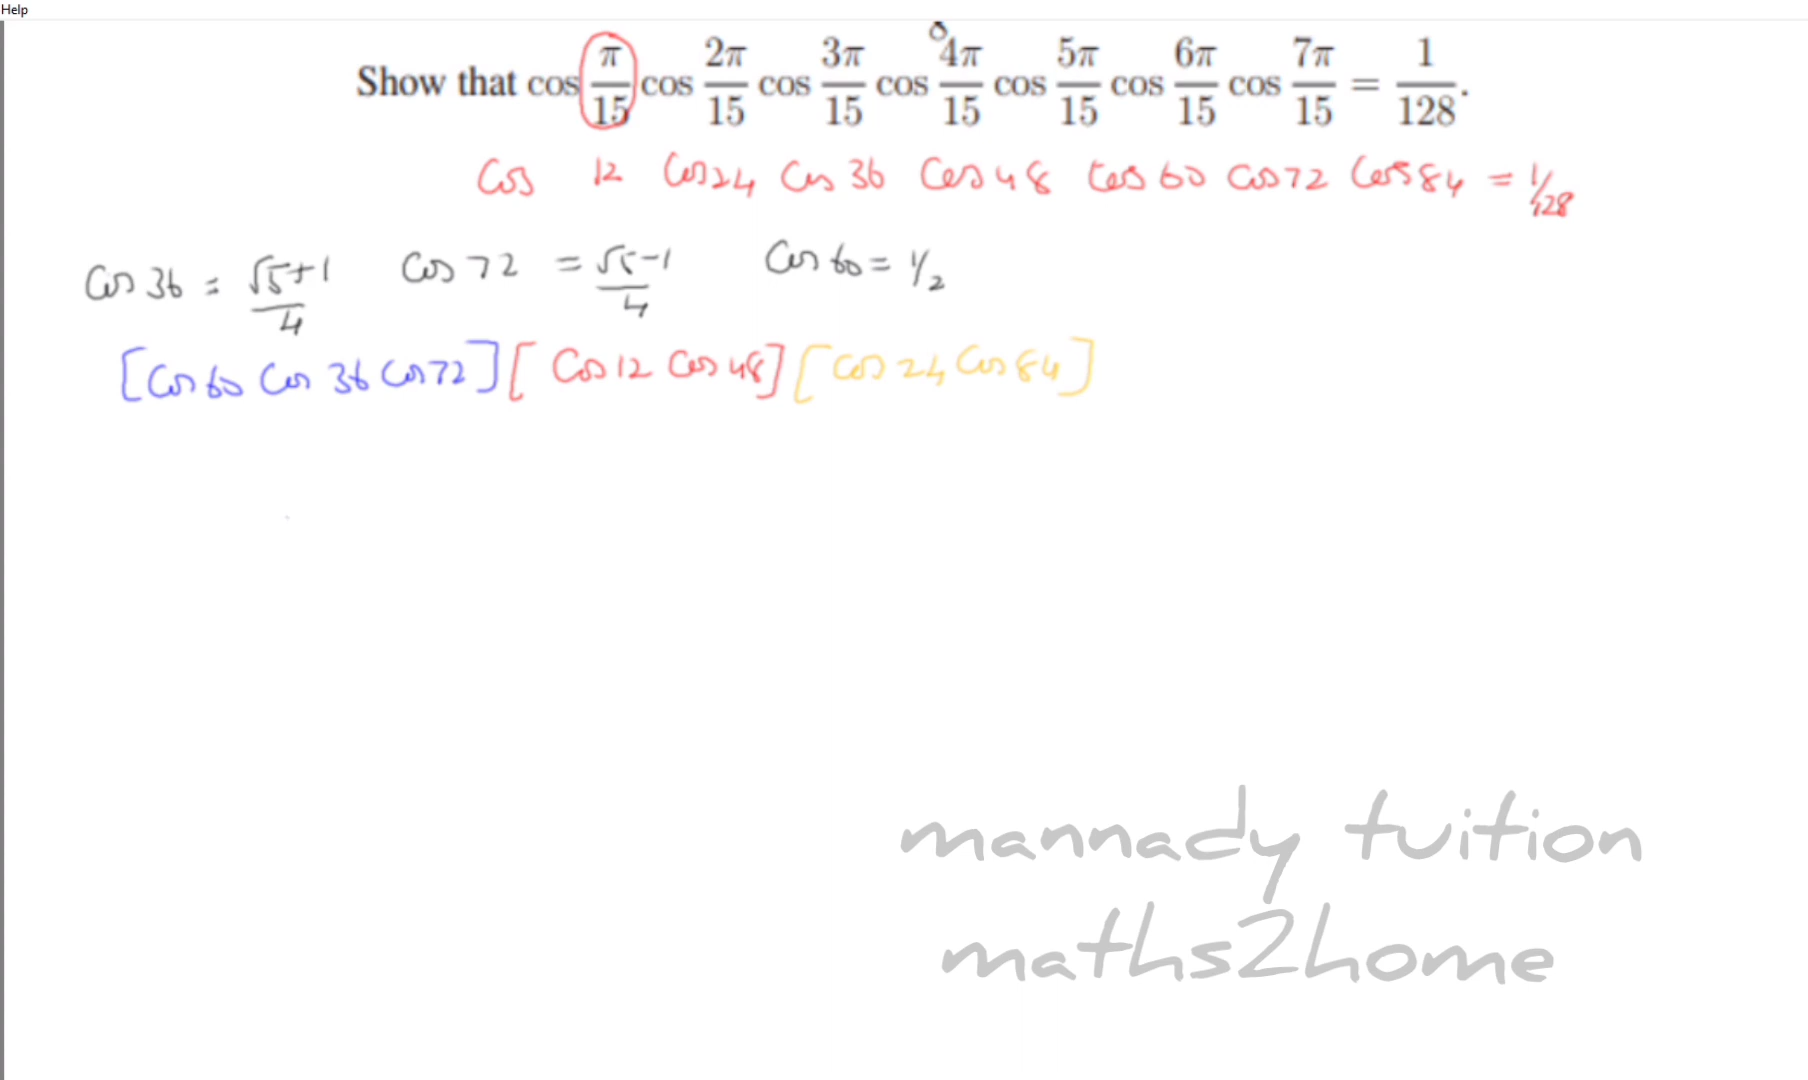 Help
Show that cos π/15 cos 2π/15 cos 3π/15 cos 4π/15 cos 5π/15 cos 6π/15 cos 7π/15 = 1/128.
Cos 12 Cos 24 Cos 36 Cos 48 Cos 60 Cos 72 Cos 84 = 1/128
Cos 36 = √5+1/4 Cos 72 = √5-1/4 Cos 60 = 1/2
[Cos 60 Cos 36 Cos 72] [Cos 12 Cos 48] [Cos 24 Cos 84]
mannady tuition
maths2home